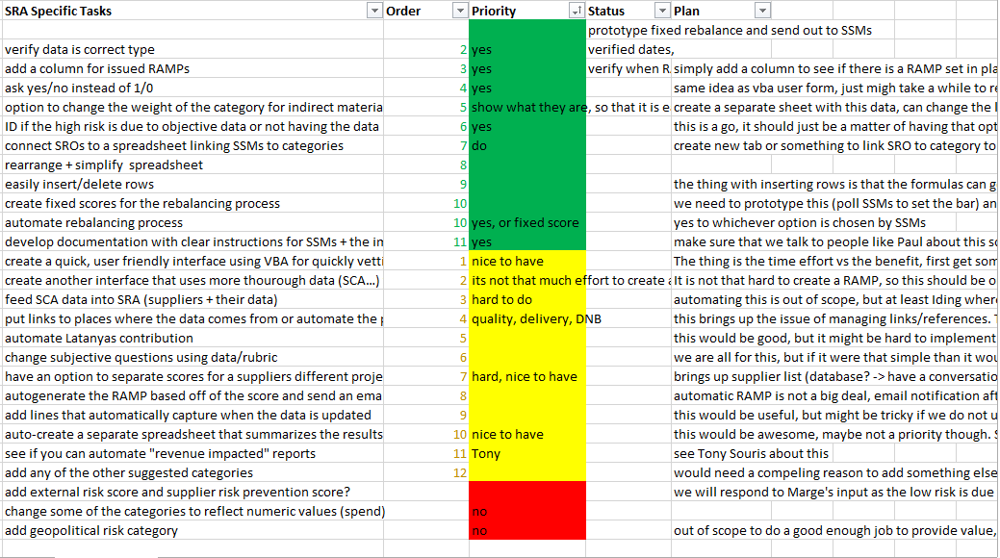 SRA Specific Tasks Order Priority Status Plan
prototype fixed rebalance and send out to SSMs
verify data is correct type 2 yes verified dates,
add a column for issued RAMPs 3 yes verify when R simply add a column to see if there is a RAMP set in pla
ask yes/no instead of 1/0 4 yes same idea as vba user form, just migh take a while to re
option to change the weight of the category for indirect materia 5 show what they are, so that it is e create a separate sheet with this data, can change the l
ID if the high risk is due to objective data or not having the data 6 yes this is a go, it should just be a matter of having that opt
connect SROs to a spreadsheet linking SSMs to categories 7 do create new tab or something to link SRO to category to
rearrange + simplify spreadsheet 8
easily insert/delete rows 9 the thing with inserting rows is that the formulas can g
create fixed scores for the rebalancing process 10 we need to prototype this (poll SSMs to set the bar) an
automate rebalancing process 10 yes, or fixed score yes to whichever option is chosen by SSMs
develop documentation with clear instructions for SSMs + the in 11 yes make sure that we talk to people like Paul about this sc
create a quick, user friendly interface using VBA for quickly vetti 1 nice to have The thing is the time effort vs the benefit, first get som
create another interface that uses more thourough data (SCA...) 2 its not that much effort to create a It is not that hard to create a RAMP, so this should be o
feed SCA data into SRA (suppliers + their data) 3 hard to do automating this is out of scope, but at least Iding where
put links to places where the data comes from or automate the p 4 quality, delivery, DNB this brings up the issue of managing links/references. T
automate Latanyas contribution 5 this would be good, but it might be hard to implement
change subjective questions using data/rubric 6 we are all for this, but if it were that simple than it wou
have an option to separate scores for a suppliers different proje 7 hard, nice to have brings up supplier list (database? -> have a conversatio
autogenerate the RAMP based off of the score and send an ema 8 automatic RAMP is not a big deal, email notification aft
add lines that automatically capture when the data is updated 9 this would be useful, but might be tricky if we do not u
auto-create a separate spreadsheet that summarizes the results 10 nice to have this would be awesome, maybe not a priority though. S
see if you can automate "revenue impacted" reports 11 Tony see Tony Souris about this
add any of the other suggested categories 12 would need a compeling reason to add something else
add external risk score and supplier risk prevention score? we will respond to Marge's input as the low risk is due
change some of the categories to reflect numeric values (spend) no
add geopolitical risk category no out of scope to do a good enough job to provide value,